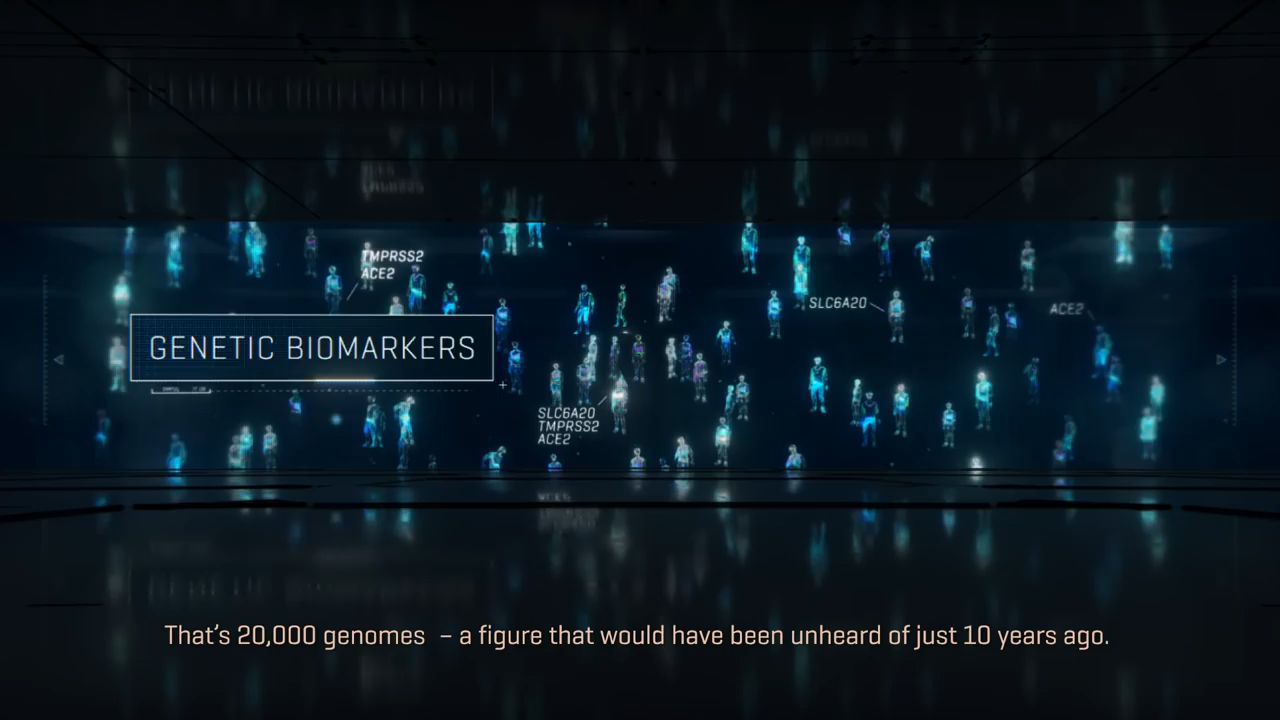 TMPRSS2
ACE2
SLC6A20
ACE2
GENETIC BIOMARKERS
SLC6A20
TMPRSS2
ACE2
That's 20,000 genomes – a figure that would have been unheard of just 10 years ago.